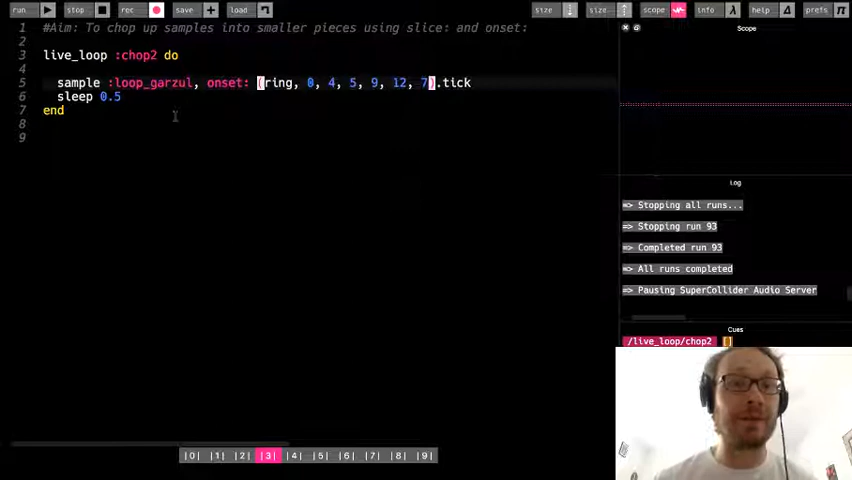 run stop rec save + load size size scope info λ help prefs π
1 #Aim: To chop up samples into smaller pieces using slice: and onset:
2
3 live_loop :chop2 do
4
5 sample :loop_garzul, onset: (ring, 0, 4, 5, 9, 12, 7).tick
6 sleep 0.5
7 end
8
9
Scope
Log
=> Stopping all runs...
=> Stopping run 93
=> Completed run 93
=> All runs completed
=> Pausing SuperCollider Audio Server
Cues
/live_loop/chop2 []
|0| |1| |2| |3| |4| |5| |6| |7| |8| |9|